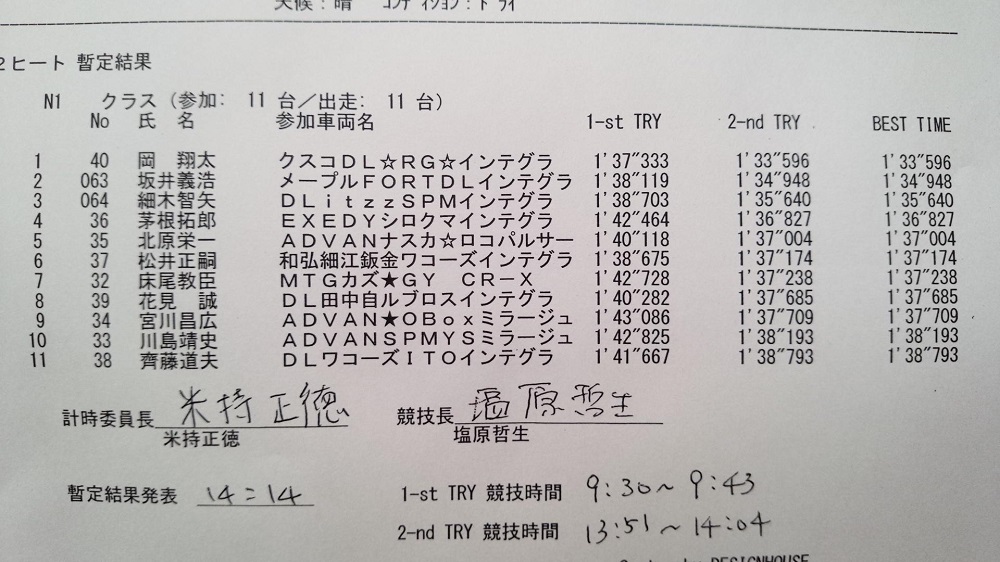 天候：晴 コンディション：ドライ
2ヒート 暫定結果
N1 クラス (参加: 11 台／出走: 11 台)
No 氏 名 参加車両名 1-st TRY 2-nd TRY BEST TIME
1 40 岡 翔太 クスコＤＬ☆ＲＧ☆インテグラ 1'37"333 1'33"596 1'33"596
2 063 坂井義浩 メープルＦＯＲＴＤＬインテグラ 1'38"119 1'34"948 1'34"948
3 064 細木智矢 ＤＬｉｔｚｚＳＰＭインテグラ 1'38"703 1'35"640 1'35"640
4 36 茅根拓郎 ＥＸＥＤＹシロクマインテグラ 1'42"464 1'36"827 1'36"827
5 35 北原栄一 ＡＤＶＡＮナスカ☆ロコパルサー 1'40"118 1'37"004 1'37"004
6 37 松井正嗣 和弘細江鈑金ワコーズインテグラ 1'38"675 1'37"174 1'37"174
7 32 床尾教臣 ＭＴＧカズ★ＧＹ ＣＲ－Ｘ 1'42"728 1'37"238 1'37"238
8 39 花見 誠 ＤＬ田中自ルブロスインテグラ 1'40"282 1'37"685 1'37"685
9 34 宮川昌広 ＡＤＶＡＮ★ＯＢｏｘミラージュ 1'43"086 1'37"709 1'37"709
10 33 川島靖史 ＡＤＶＡＮＳＰＭＹＳミラージュ 1'42"825 1'38"193 1'38"193
11 38 齊藤道夫 ＤＬワコーズＩＴＯインテグラ 1'41"667 1'38"793 1'38"793
計時委員長 米持正徳 競技長 塩原哲生
米持正徳 塩原哲生
暫定結果発表 14:14 1-st TRY 競技時間 9:30～9:43
2-nd TRY 競技時間 13:51～14:04
DESIGNHOUSE